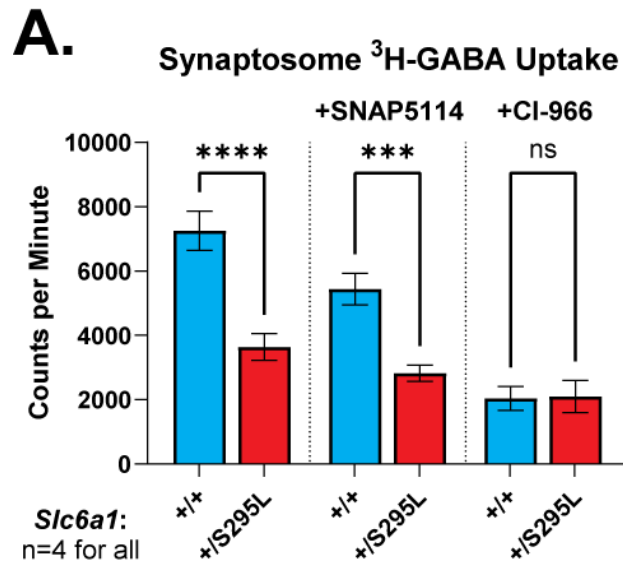 A.
Synaptosome ³H-GABA Uptake
+SNAP5114 +CI-966
**** *** ns
10000
8000
6000
4000
2000
0
Counts per Minute
+/+ +/S295L +/+ +/S295L +/+ +/S295L
Slc6a1:
n=4 for all